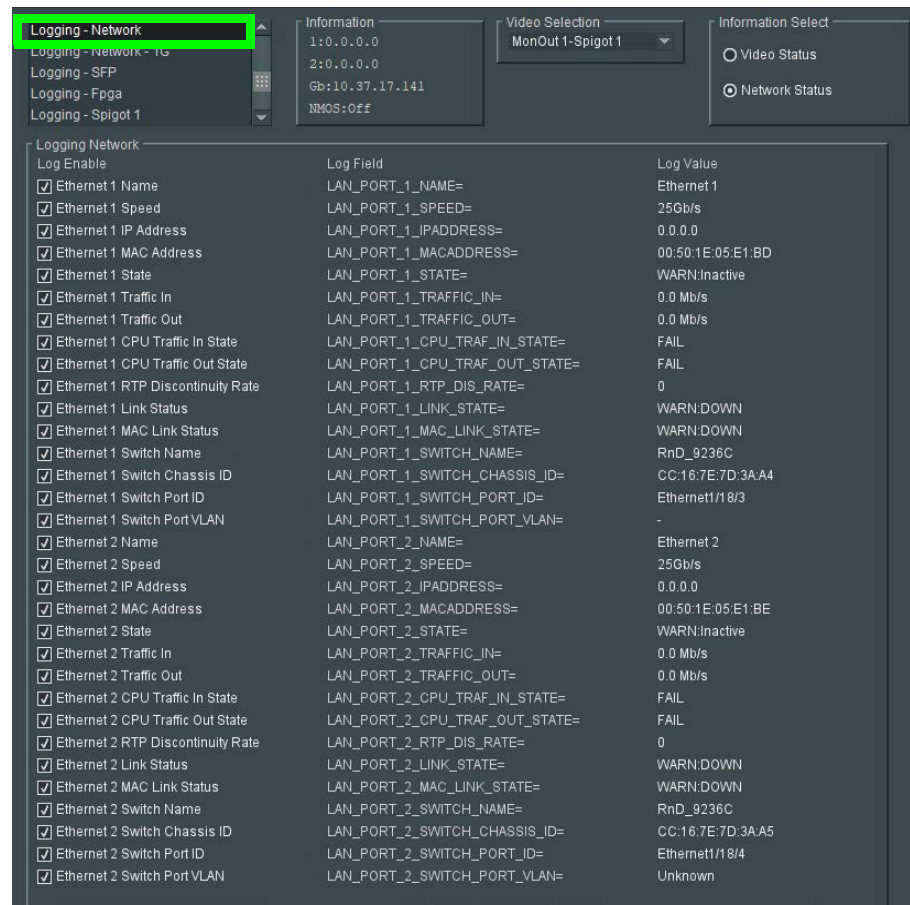 Logging - Network
Logging - Network - 1G
Logging - SFP
Logging - Fpga
Logging - Spigot 1
Information
1:0.0.0.0
2:0.0.0.0
Gb:10.37.17.141
NMOS:Off
Video Selection
MonOut 1-Spigot 1
Information Select
Video Status
Network Status
Logging Network
Log Enable Log Field Log Value
Ethernet 1 Name LAN_PORT_1_NAME= Ethernet 1
Ethernet 1 Speed LAN_PORT_1_SPEED= 25Gb/s
Ethernet 1 IP Address LAN_PORT_1_IPADDRESS= 0.0.0.0
Ethernet 1 MAC Address LAN_PORT_1_MACADDRESS= 00:50:1E:05:E1:BD
Ethernet 1 State LAN_PORT_1_STATE= WARN:Inactive
Ethernet 1 Traffic In LAN_PORT_1_TRAFFIC_IN= 0.0 Mb/s
Ethernet 1 Traffic Out LAN_PORT_1_TRAFFIC_OUT= 0.0 Mb/s
Ethernet 1 CPU Traffic In State LAN_PORT_1_CPU_TRAF_IN_STATE= FAIL
Ethernet 1 CPU Traffic Out State LAN_PORT_1_CPU_TRAF_OUT_STATE= FAIL
Ethernet 1 RTP Discontinuity Rate LAN_PORT_1_RTP_DIS_RATE= 0
Ethernet 1 Link Status LAN_PORT_1_LINK_STATE= WARN:DOWN
Ethernet 1 MAC Link Status LAN_PORT_1_MAC_LINK_STATE= WARN:DOWN
Ethernet 1 Switch Name LAN_PORT_1_SWITCH_NAME= RnD_9236C
Ethernet 1 Switch Chassis ID LAN_PORT_1_SWITCH_CHASSIS_ID= CC:16:7E:7D:3A:A4
Ethernet 1 Switch Port ID LAN_PORT_1_SWITCH_PORT_ID= Ethernet1/18/3
Ethernet 1 Switch Port VLAN LAN_PORT_1_SWITCH_PORT_VLAN= -
Ethernet 2 Name LAN_PORT_2_NAME= Ethernet 2
Ethernet 2 Speed LAN_PORT_2_SPEED= 25Gb/s
Ethernet 2 IP Address LAN_PORT_2_IPADDRESS= 0.0.0.0
Ethernet 2 MAC Address LAN_PORT_2_MACADDRESS= 00:50:1E:05:E1:BE
Ethernet 2 State LAN_PORT_2_STATE= WARN:Inactive
Ethernet 2 Traffic In LAN_PORT_2_TRAFFIC_IN= 0.0 Mb/s
Ethernet 2 Traffic Out LAN_PORT_2_TRAFFIC_OUT= 0.0 Mb/s
Ethernet 2 CPU Traffic In State LAN_PORT_2_CPU_TRAF_IN_STATE= FAIL
Ethernet 2 CPU Traffic Out State LAN_PORT_2_CPU_TRAF_OUT_STATE= FAIL
Ethernet 2 RTP Discontinuity Rate LAN_PORT_2_RTP_DIS_RATE= 0
Ethernet 2 Link Status LAN_PORT_2_LINK_STATE= WARN:DOWN
Ethernet 2 MAC Link Status LAN_PORT_2_MAC_LINK_STATE= WARN:DOWN
Ethernet 2 Switch Name LAN_PORT_2_SWITCH_NAME= RnD_9236C
Ethernet 2 Switch Chassis ID LAN_PORT_2_SWITCH_CHASSIS_ID= CC:16:7E:7D:3A:A5
Ethernet 2 Switch Port ID LAN_PORT_2_SWITCH_PORT_ID= Ethernet1/18/4
Ethernet 2 Switch Port VLAN LAN_PORT_2_SWITCH_PORT_VLAN= Unknown